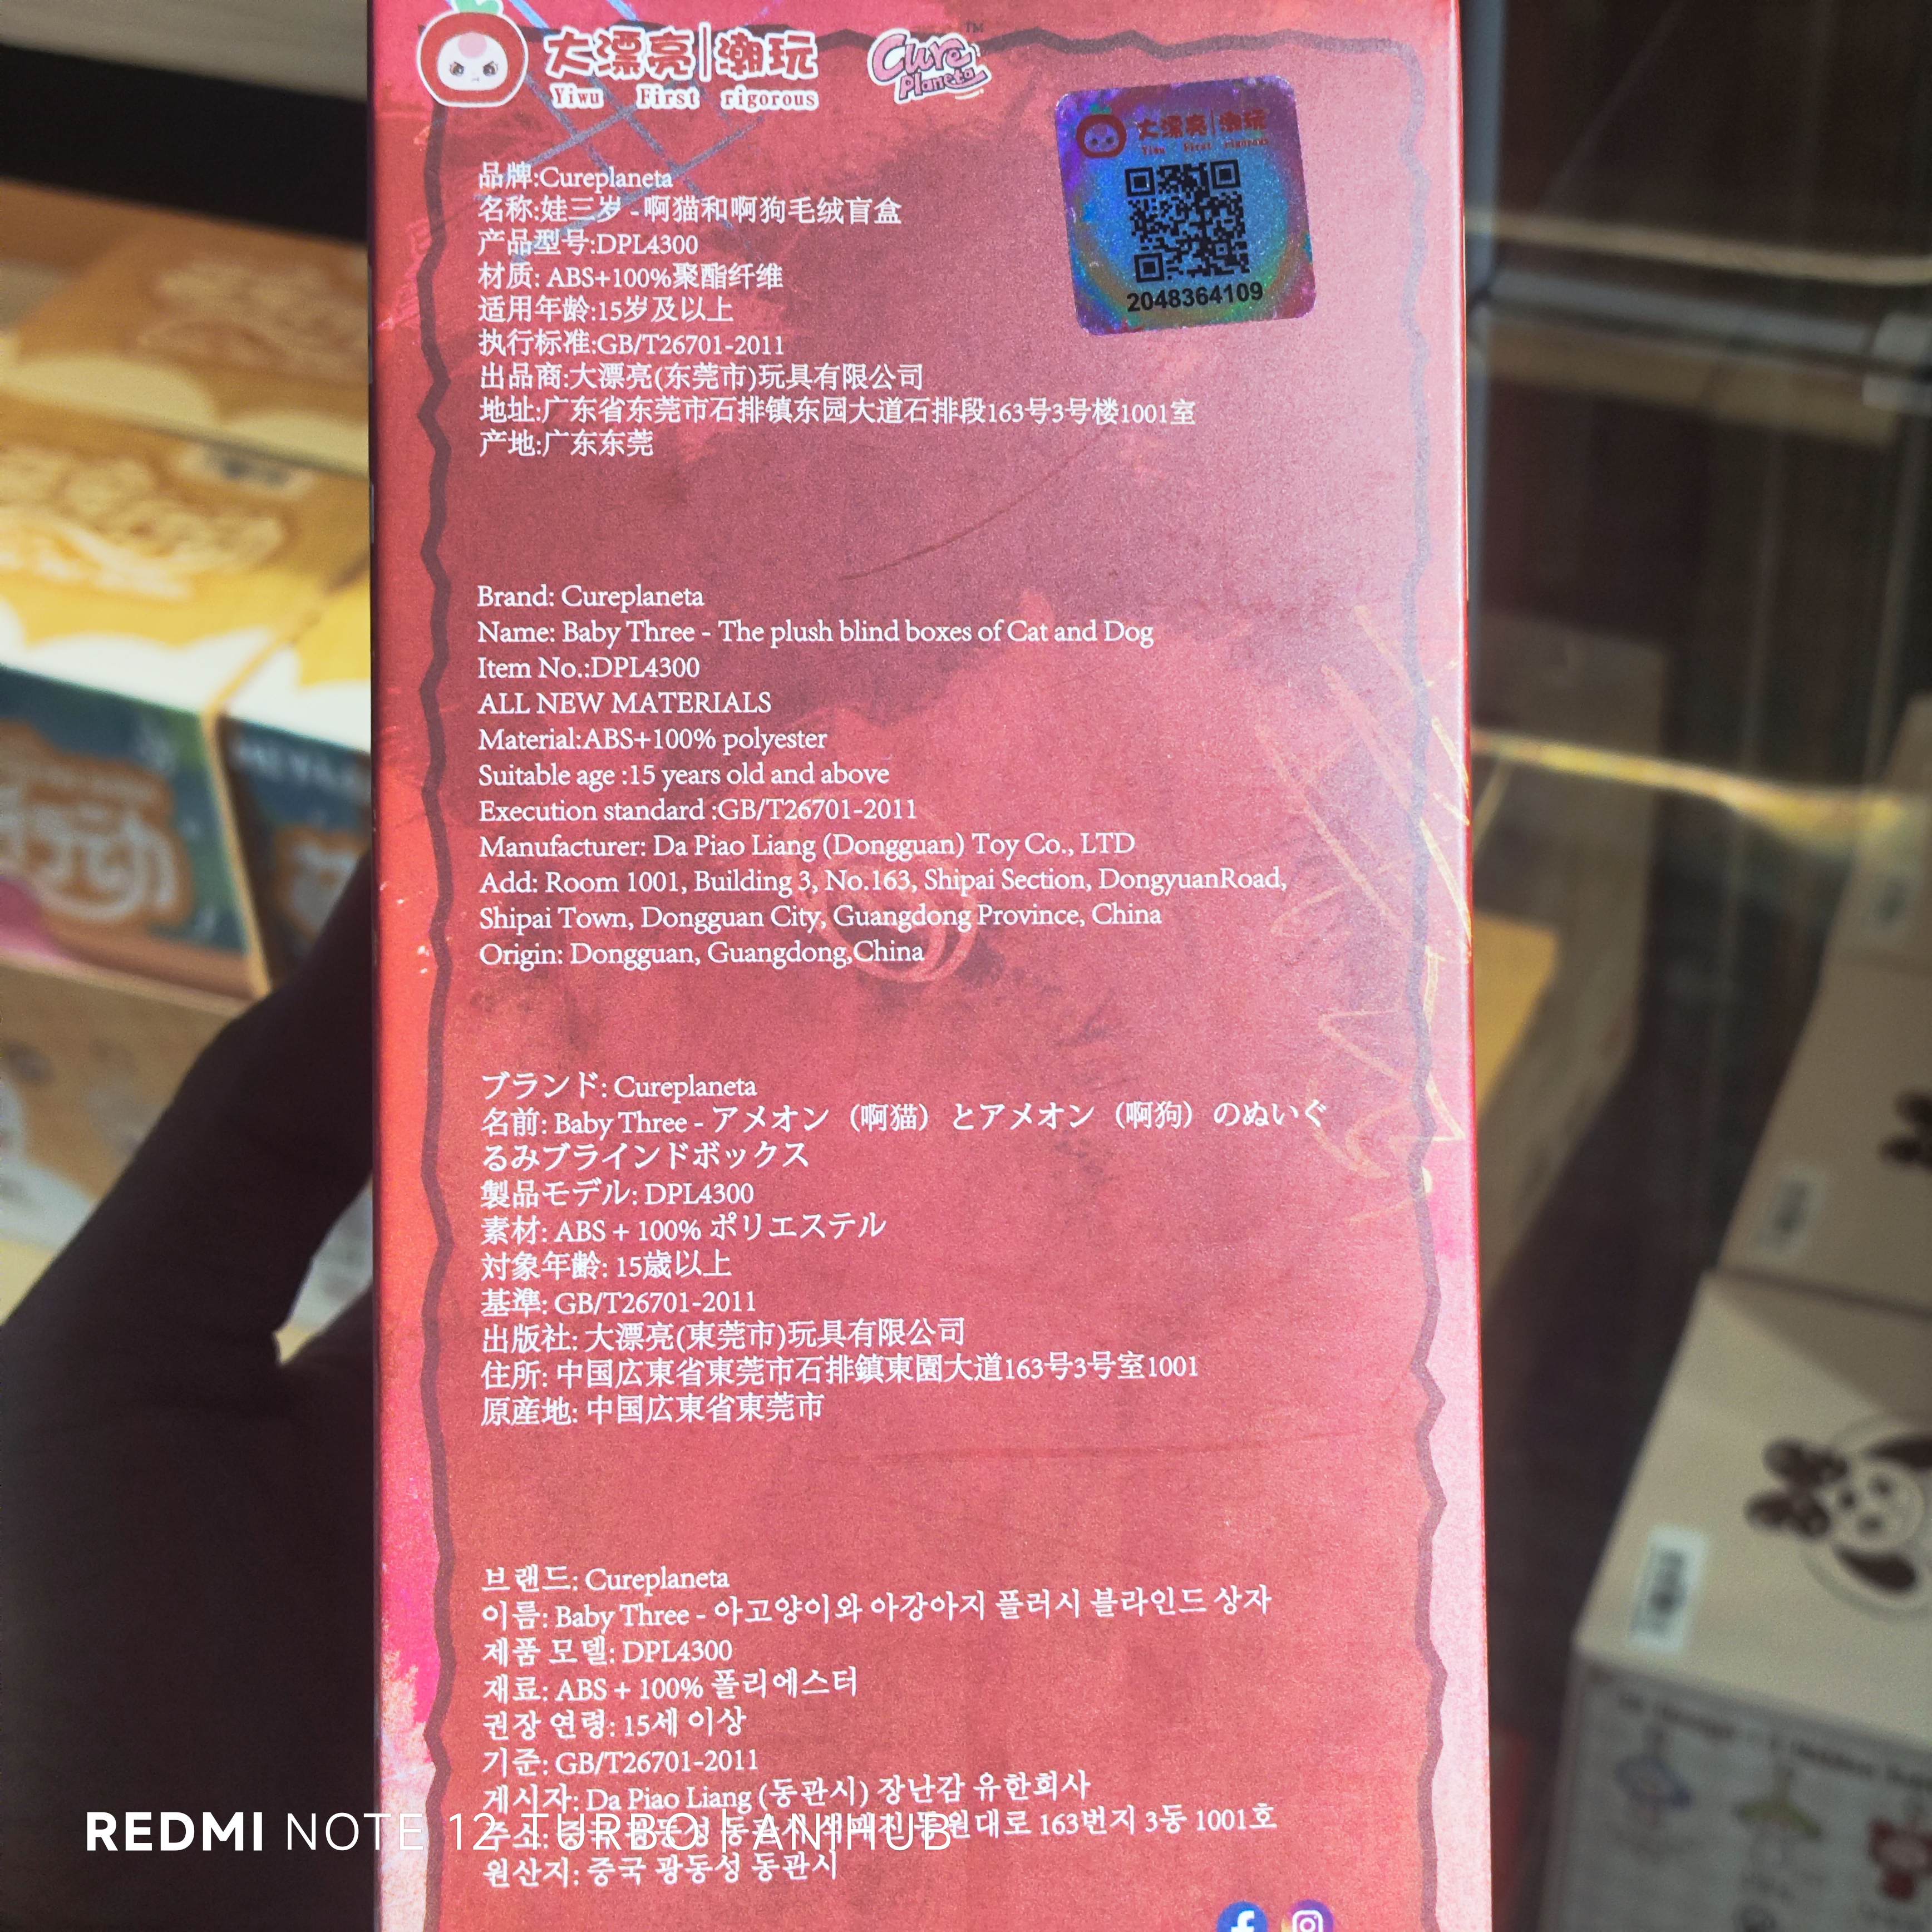 大漂亮|潮玩
Yiwu First rigorous
Cure Planeta™
大漂亮|潮玩
Yiwu First rigorous
2048364109
品牌:Cureplaneta
名称:娃三岁-啊猫和啊狗毛绒盲盒
产品型号:DPL4300
材质: ABS+100%聚酯纤维
适用年龄:15岁及以上
执行标准:GB/T26701-2011
出品商:大漂亮(东莞市)玩具有限公司
地址:广东省东莞市石排镇东园大道石排段163号3号楼1001室
产地:广东东莞
Brand: Cureplaneta
Name: Baby Three - The plush blind boxes of Cat and Dog
Item No.:DPL4300
ALL NEW MATERIALS
Material:ABS+100% polyester
Suitable age :15 years old and above
Execution standard :GB/T26701-2011
Manufacturer: Da Piao Liang (Dongguan) Toy Co., LTD
Add: Room 1001, Building 3, No.163, Shipai Section, DongyuanRoad,
Shipai Town, Dongguan City, Guangdong Province, China
Origin: Dongguan, Guangdong,China
ブランド: Cureplaneta
名前: Baby Three - アメオン（啊猫）とアメオン（啊狗）のぬいぐ
るみブラインドボックス
製品モデル: DPL4300
素材: ABS + 100% ポリエステル
対象年齢: 15歳以上
基準: GB/T26701-2011
出版社: 大漂亮(東莞市)玩具有限公司
住所: 中国広東省東莞市石排鎮東園大道163号3号室1001
原産地: 中国広東省東莞市
브랜드: Cureplaneta
이름: Baby Three - 아고양이와 아강아지 플러시 블라인드 상자
제품 모델: DPL4300
재료: ABS + 100% 폴리에스터
권장 연령: 15세 이상
기준: GB/T26701-2011
게시자: Da Piao Liang (동관시) 장난감 유한회사
주소: 163번지 3동 1001호
원산지: 중국 광동성 동관시
REDMI NOTE 12 TURBO | ANJHUB